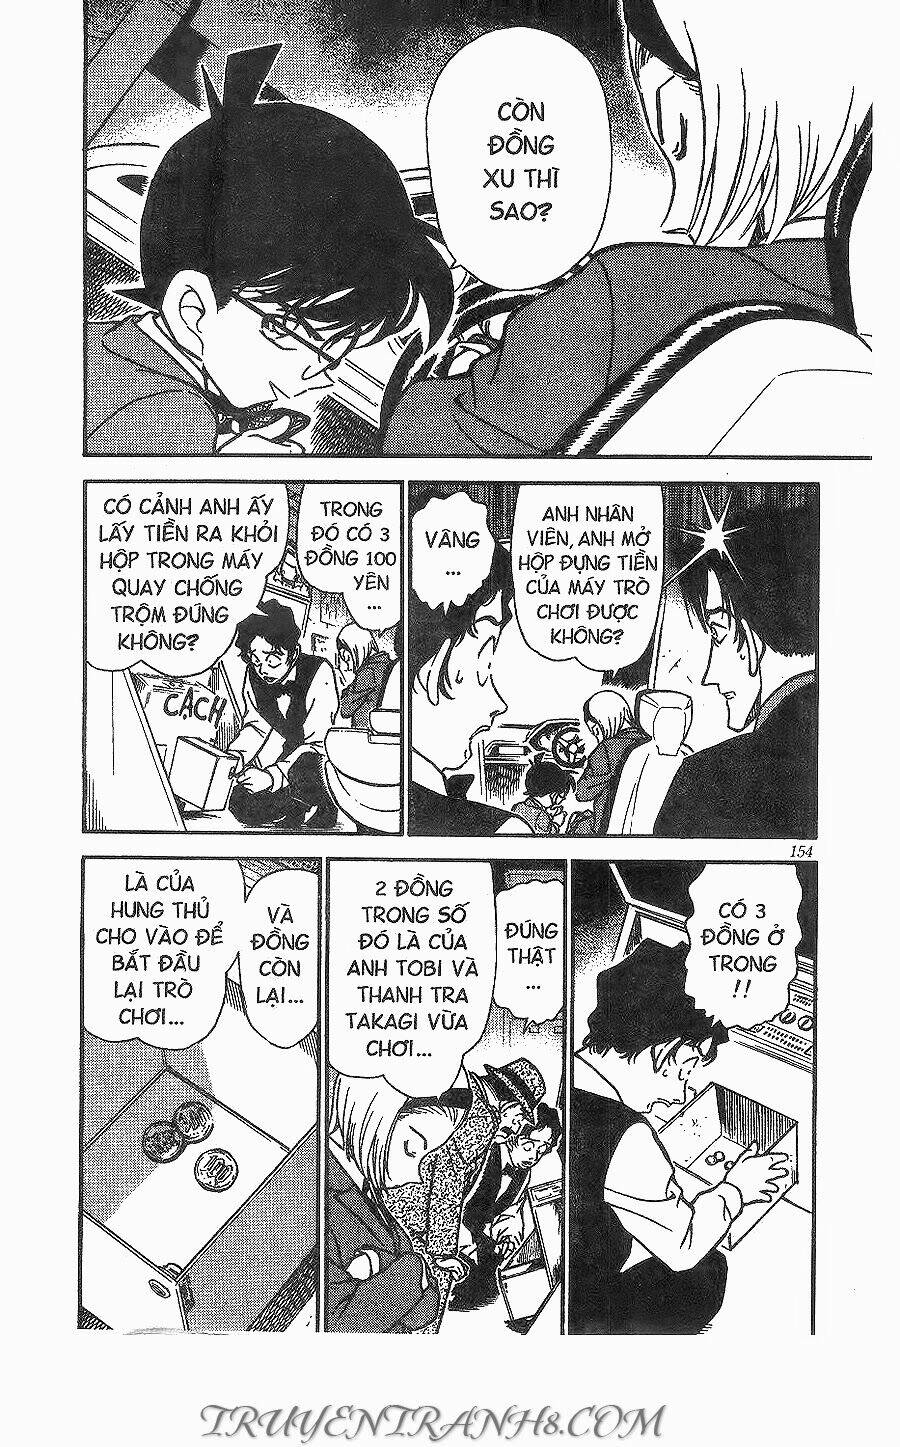 CÒN
ĐỒNG
XU THÌ
SAO?
ANH NHÂN
VIÊN, ANH MỞ
HỘP ĐỰNG TIỀN
CỦA MÁY TRÒ
CHƠI ĐƯỢC
KHÔNG?
VÂNG
...
TRONG
ĐÓ CÓ 3
ĐỒNG 100
YÊN
...
CÓ CẢNH ANH ẤY
LẤY TIỀN RA KHỎI
HỘP TRONG MÁY
QUAY CHỐNG
TRỘM ĐÚNG
KHÔNG?
CẠCH
154
CÓ 3
ĐỒNG Ở
TRONG
!!
ĐÚNG
THẬT
...
2 ĐỒNG
TRONG SỐ
ĐÓ LÀ CỦA
ANH TOBI VÀ
THANH TRA
TAKAGI VỪA
CHƠI...
VÀ
ĐỒNG
CÒN
LẠI...
LÀ CỦA
HUNG THỦ
CHO VÀO ĐỂ
BẮT ĐẦU
LẠI TRÒ
CHƠI...
100
TRUYENTRANH8.COM